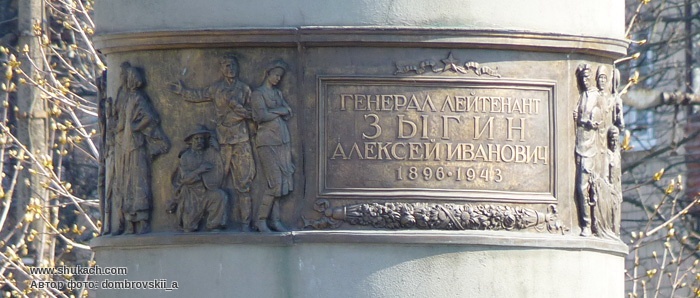 ГЕНЕРАЛ ЛЕЙТЕНАНТ
ЗЫГИН
АЛЕКСЕЙ ИВАНОВИЧ
1896·1943
www.shukach.com
Автор фото: dombrovskii_a